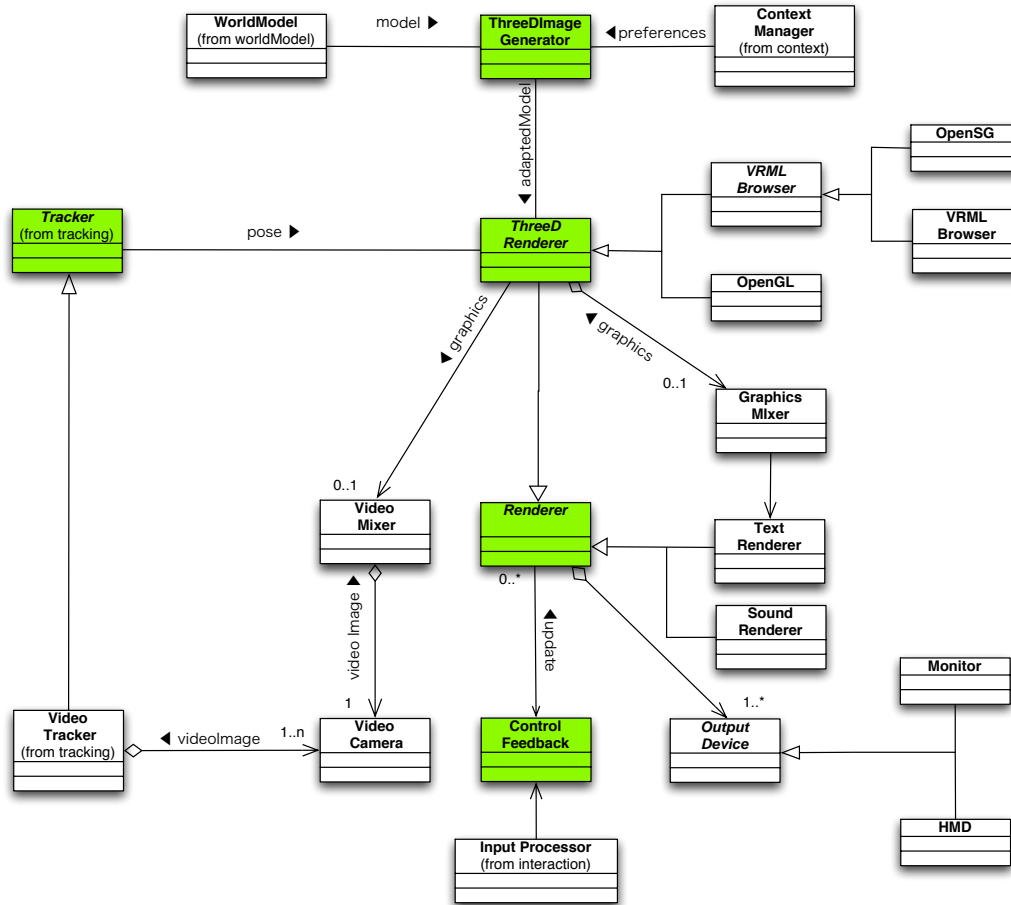 WorldModel
(from worldModel)
model ▶
ThreeDImage
Generator
◀preferences
Context
Manager
(from context)
▼ adaptedModel
OpenSG
VRML
Browser
VRML
Browser
Tracker
(from tracking)
pose ▶
ThreeD
Renderer
OpenGL
▼ graphics
▼ graphics
0..1
Graphics
MIxer
0..1
Video
Mixer
Renderer
Text
Renderer
0..*
video Image ▶
▲update
Sound
Renderer
Monitor
1
1..*
Video
Tracker
(from tracking)
◀ videoImage
1..n
Video
Camera
Control
Feedback
Output
Device
HMD
Input Processor
(from interaction)